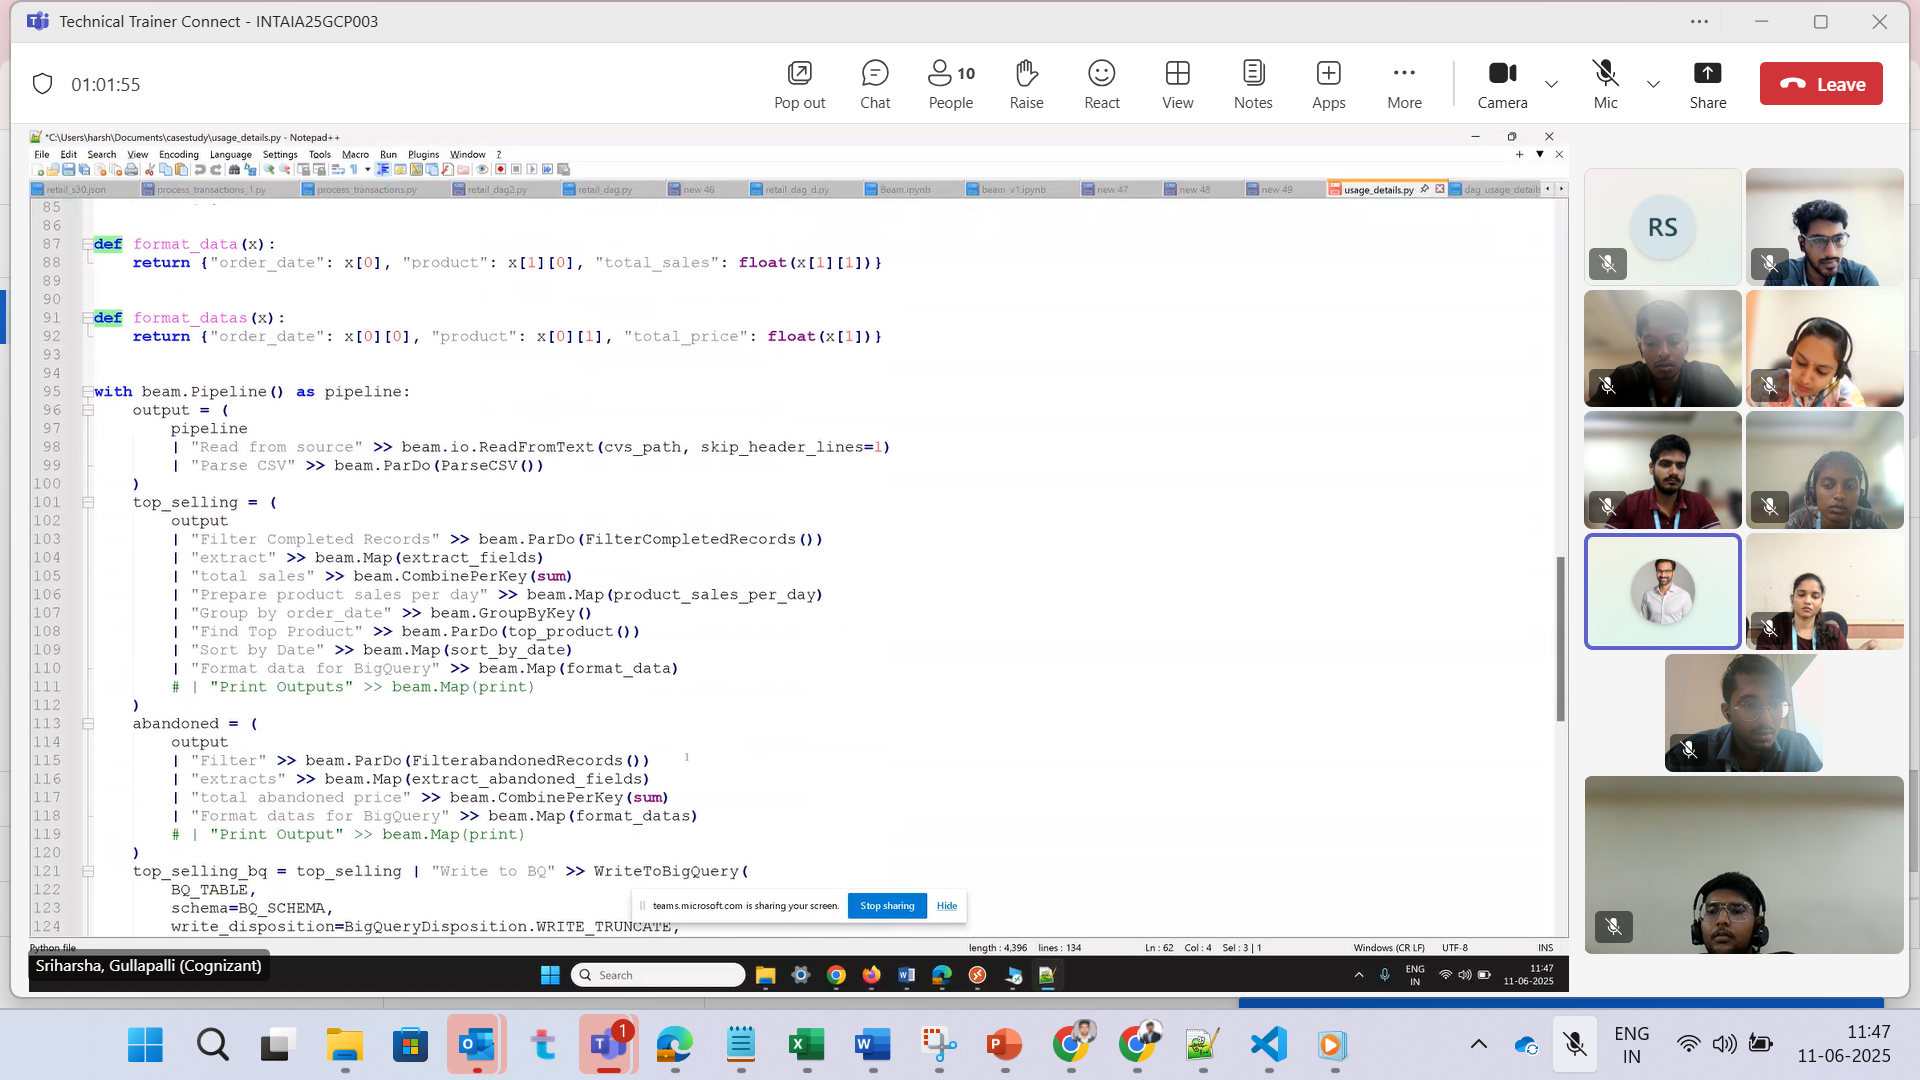 Technical Trainer Connect - INTAIA25GCP003
01:01:55
Pop out
Chat
People 10
Raise
React
View
Notes
Apps
More
Camera
Mic
Share
Leave
*C:\Users\harsh\Documents\casestudy\usage_details.py - Notepad++
File Edit Search View Encoding Language Settings Tools Macro Run Plugins Window ?
retail_s30.json process_transactions_1.py process_transactions.py retail_dag2.py retail_dag.py new 46 retail_dag_d.py Beam.ipynb beam_v1.ipynb new 47 new 48 new 49 usage_details.py dag_usage_details
85
86
87 def format_data(x):
88 return {"order_date": x[0], "product": x[1][0], "total_sales": float(x[1][1])}
89
90
91 def format_datas(x):
92 return {"order_date": x[0][0], "product": x[0][1], "total_price": float(x[1])}
93
94
95 with beam.Pipeline() as pipeline:
96 output = (
97 pipeline
98 | "Read from source" >> beam.io.ReadFromText(cvs_path, skip_header_lines=1)
99 | "Parse CSV" >> beam.ParDo(ParseCSV())
100 )
101 top_selling = (
102 output
103 | "Filter Completed Records" >> beam.ParDo(FilterCompletedRecords())
104 | "extract" >> beam.Map(extract_fields)
105 | "total sales" >> beam.CombinePerKey(sum)
106 | "Prepare product sales per day" >> beam.Map(product_sales_per_day)
107 | "Group by order_date" >> beam.GroupByKey()
108 | "Find Top Product" >> beam.ParDo(top_product())
109 | "Sort by Date" >> beam.Map(sort_by_date)
110 | "Format data for BigQuery" >> beam.Map(format_data)
111 # | "Print Outputs" >> beam.Map(print)
112 )
113 abandoned = (
114 output
115 | "Filter" >> beam.ParDo(FilterabandonedRecords())
116 | "extracts" >> beam.Map(extract_abandoned_fields)
117 | "total abandoned price" >> beam.CombinePerKey(sum)
118 | "Format datas for BigQuery" >> beam.Map(format_datas)
119 # | "Print Output" >> beam.Map(print)
120 )
121 top_selling_bq = top_selling | "Write to BQ" >> WriteToBigQuery(
122 BQ_TABLE,
123 schema=BQ_SCHEMA,
124 write_disposition=BigQueryDisposition.WRITE_TRUNCATE,
teams.microsoft.com is sharing your screen. Stop sharing Hide
Python file length : 4,396 lines : 134 Ln : 62 Col : 4 Sel : 3 | 1 Windows (CR LF) UTF-8 INS
Sriharsha, Gullapalli (Cognizant)
Search
ENG
IN
11:47
11-06-2025
RS
1
ENG
IN
11:47
11-06-2025